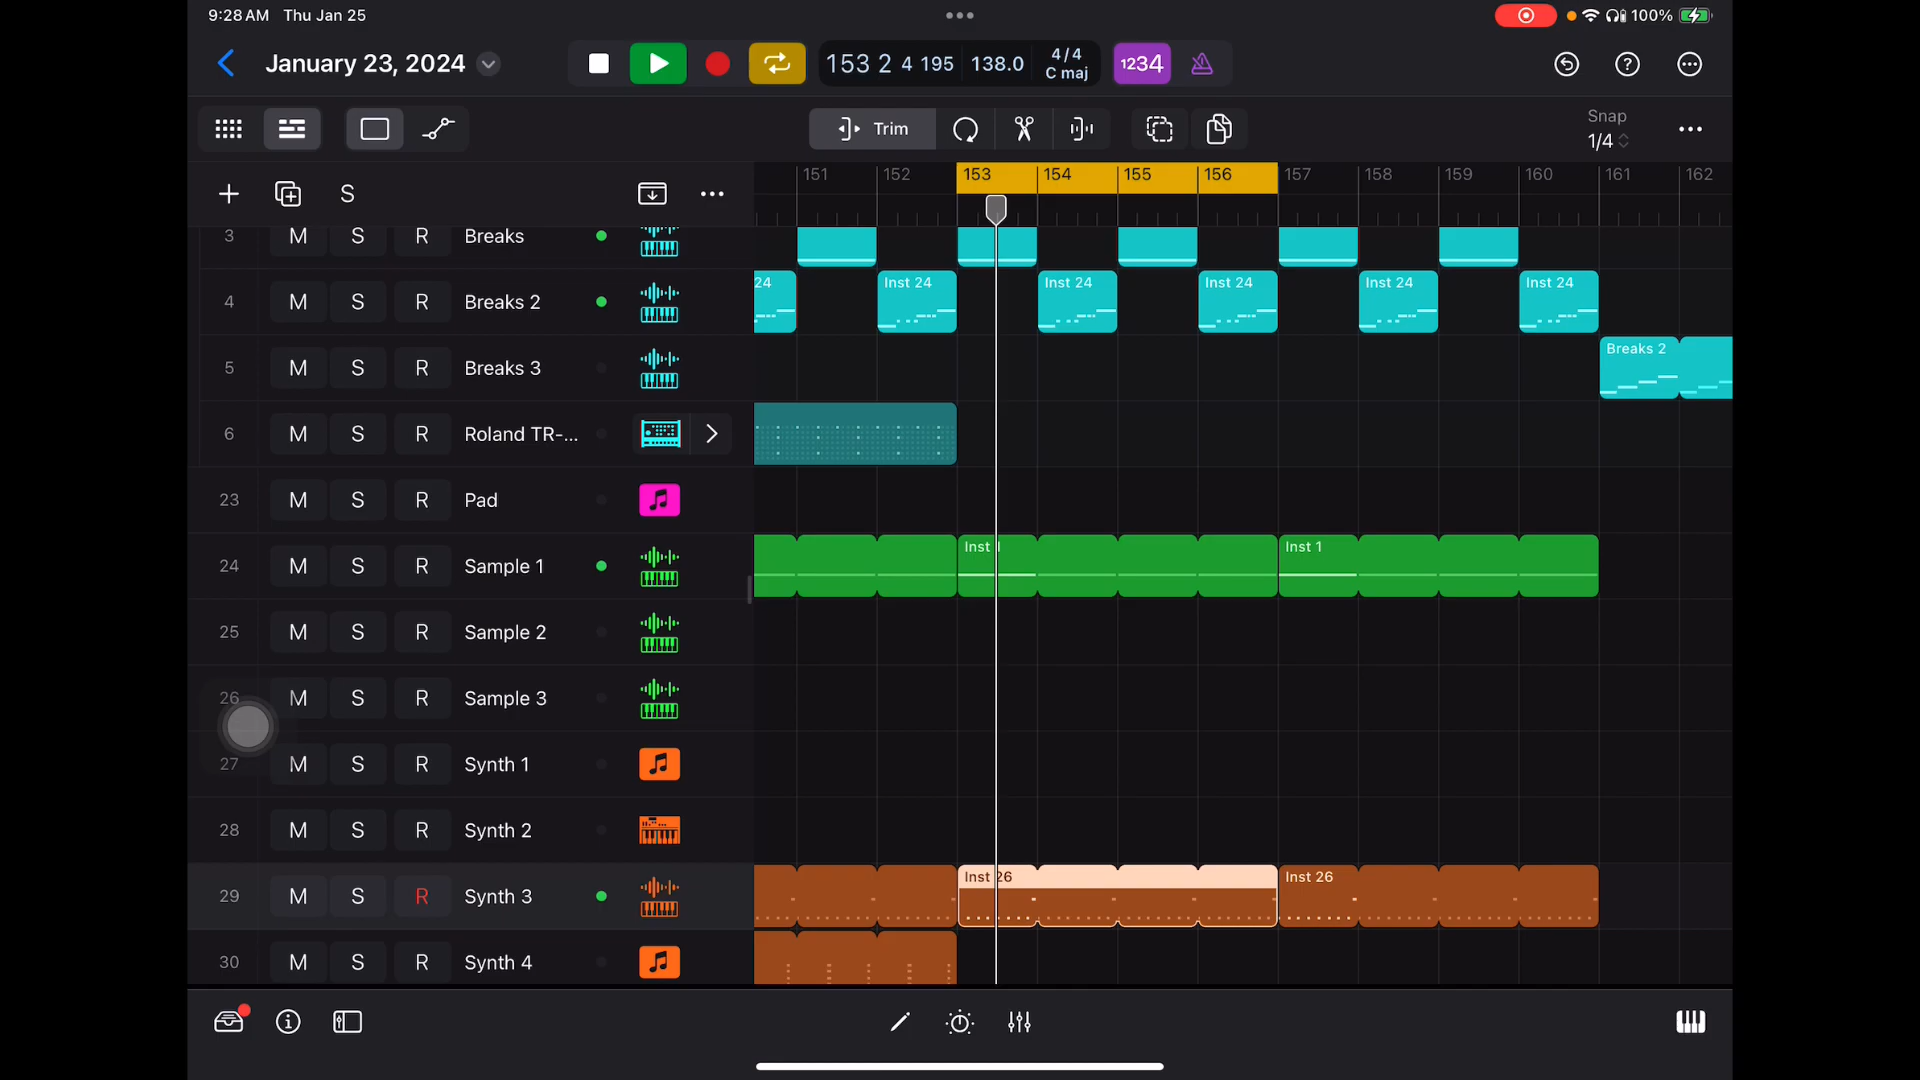 9:28 AM Thu Jan 25
100%
January 23, 2024
153 2 4 195
138.0
4/4
C maj
1234
Trim
Snap
1/4
S
151 152 153 154 155 156 157 158 159 160 161 162
3 M S R Breaks
4 M S R Breaks 2
24 Inst 24 Inst 24 Inst 24 Inst 24 Inst 24
5 M S R Breaks 3
Breaks 2
6 M S R Roland TR-...
23 M S R Pad
24 M S R Sample 1
Inst 1 Inst 1
25 M S R Sample 2
26 M S R Sample 3
27 M S R Synth 1
28 M S R Synth 2
29 M S R Synth 3
Inst 26 Inst 26
30 M S R Synth 4